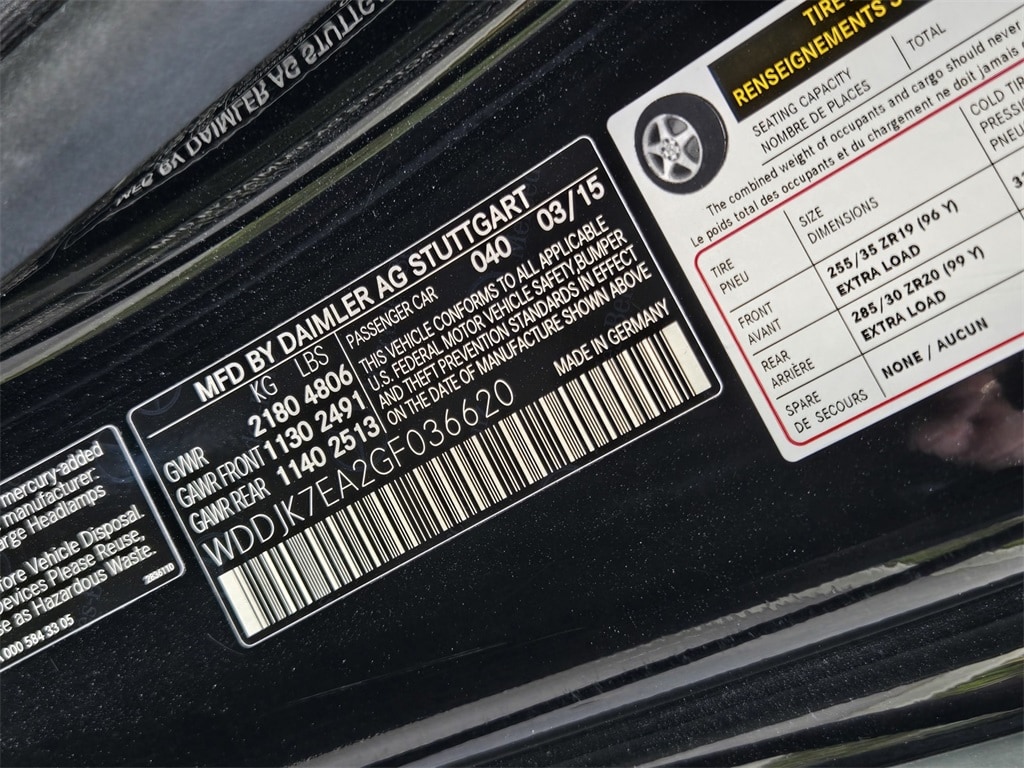 mercury-added
manufacturer.
Headlamps
Vehicle Disposal.
Devices Please Reuse,
as Hazardous Waste.
2836110
A 000 584 33 05
MFD BY DAIMLER AG STUTTGART
KG LBS
GVWR 2180 4806
GAWR FRONT 1130 2491
GAWR REAR 1140 2513
PASSENGER CAR 040 03/15
THIS VEHICLE CONFORMS TO ALL APPLICABLE
U.S. FEDERAL MOTOR VEHICLE SAFETY,BUMPER
AND THEFT PREVENTION STANDARDS IN EFFECT
ON THE DATE OF MANUFACTURE SHOWN ABOVE
WDDJK7EA2GF036620
MADE IN GERMANY
TIRE
RENSEIGNEMENTS
SEATING CAPACITY
NOMBRE DE PLACES
TOTAL
The combined weight of occupants and cargo should never
Le poids total des occupants et du chargement ne doit jamais
TIRE
PNEU
SIZE
DIMENSIONS
COLD TIRE
FRONT
AVANT
255/35 ZR19 (96 Y)
EXTRA LOAD
REAR
ARRIÈRE
285/30 ZR20 (99 Y)
EXTRA LOAD
SPARE
DE SECOURS
NONE / AUCUN